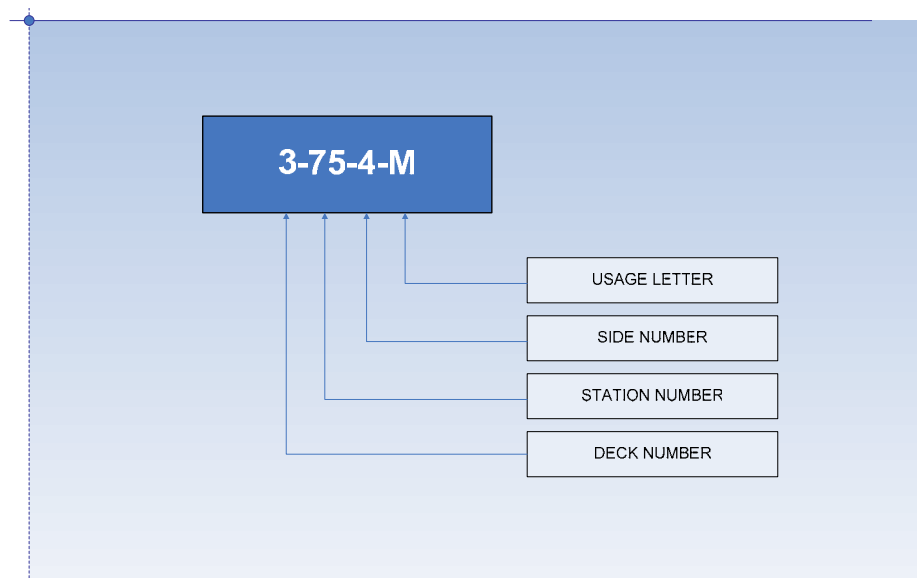 3-75-4-M
USAGE LETTER
SIDE NUMBER
STATION NUMBER
DECK NUMBER